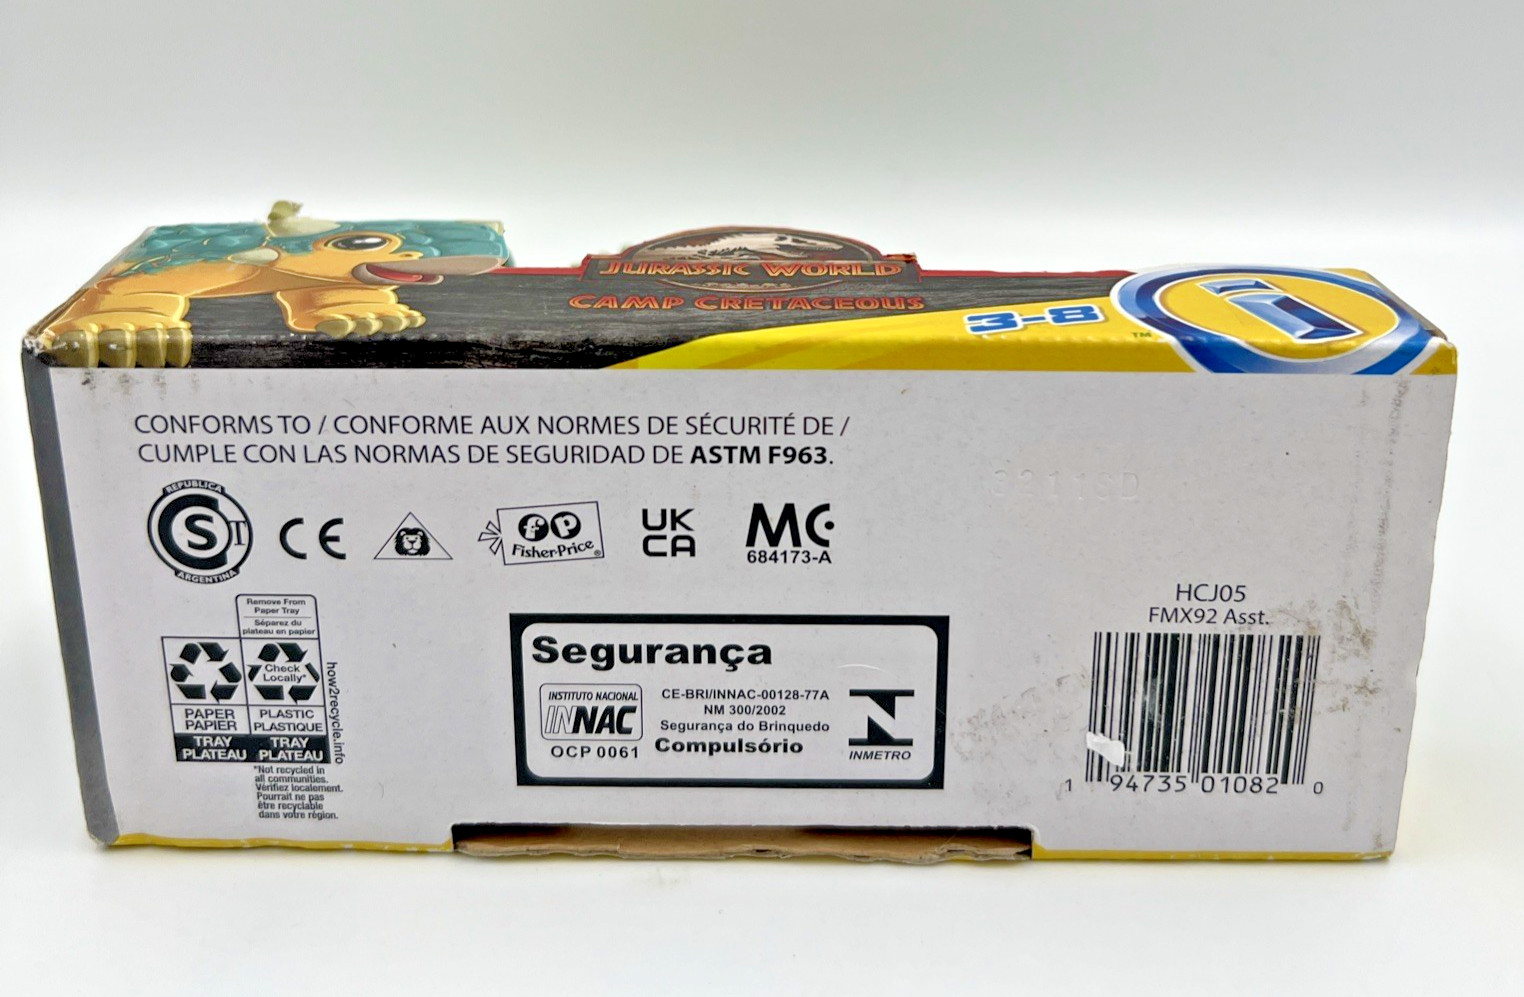 JURASSIC WORLD
CAMP CRETACEOUS
3-8
TM
i
CONFORMS TO / CONFORME AUX NORMES DE SÉCURITÉ DE /
CUMPLE CON LAS NORMAS DE SEGURIDAD DE ASTM F963.
REPUBLICA
CST
ARGENTINA
CE
fp
Fisher-Price®
UK
CA
MC
684173-A
Remove From
Paper Tray
Séparez du
plateau en papier
Check
Locally*
PAPER
PAPIER
PLASTIC
PLASTIQUE
TRAY
PLATEAU
TRAY
PLATEAU
how2recycle.info
*Not recycled in
all communities.
Vérifiez localement.
Pourrait ne pas
être recyclable
dans votre région.
Segurança
INSTITUTO NACIONAL
INNAC
OCP 0061
CE-BRI/INNAC-00128-77A
NM 300/2002
Segurança do Brinquedo
Compulsório
INMETRO
HCJ05
FMX92 Asst.
1 94735 01082 0